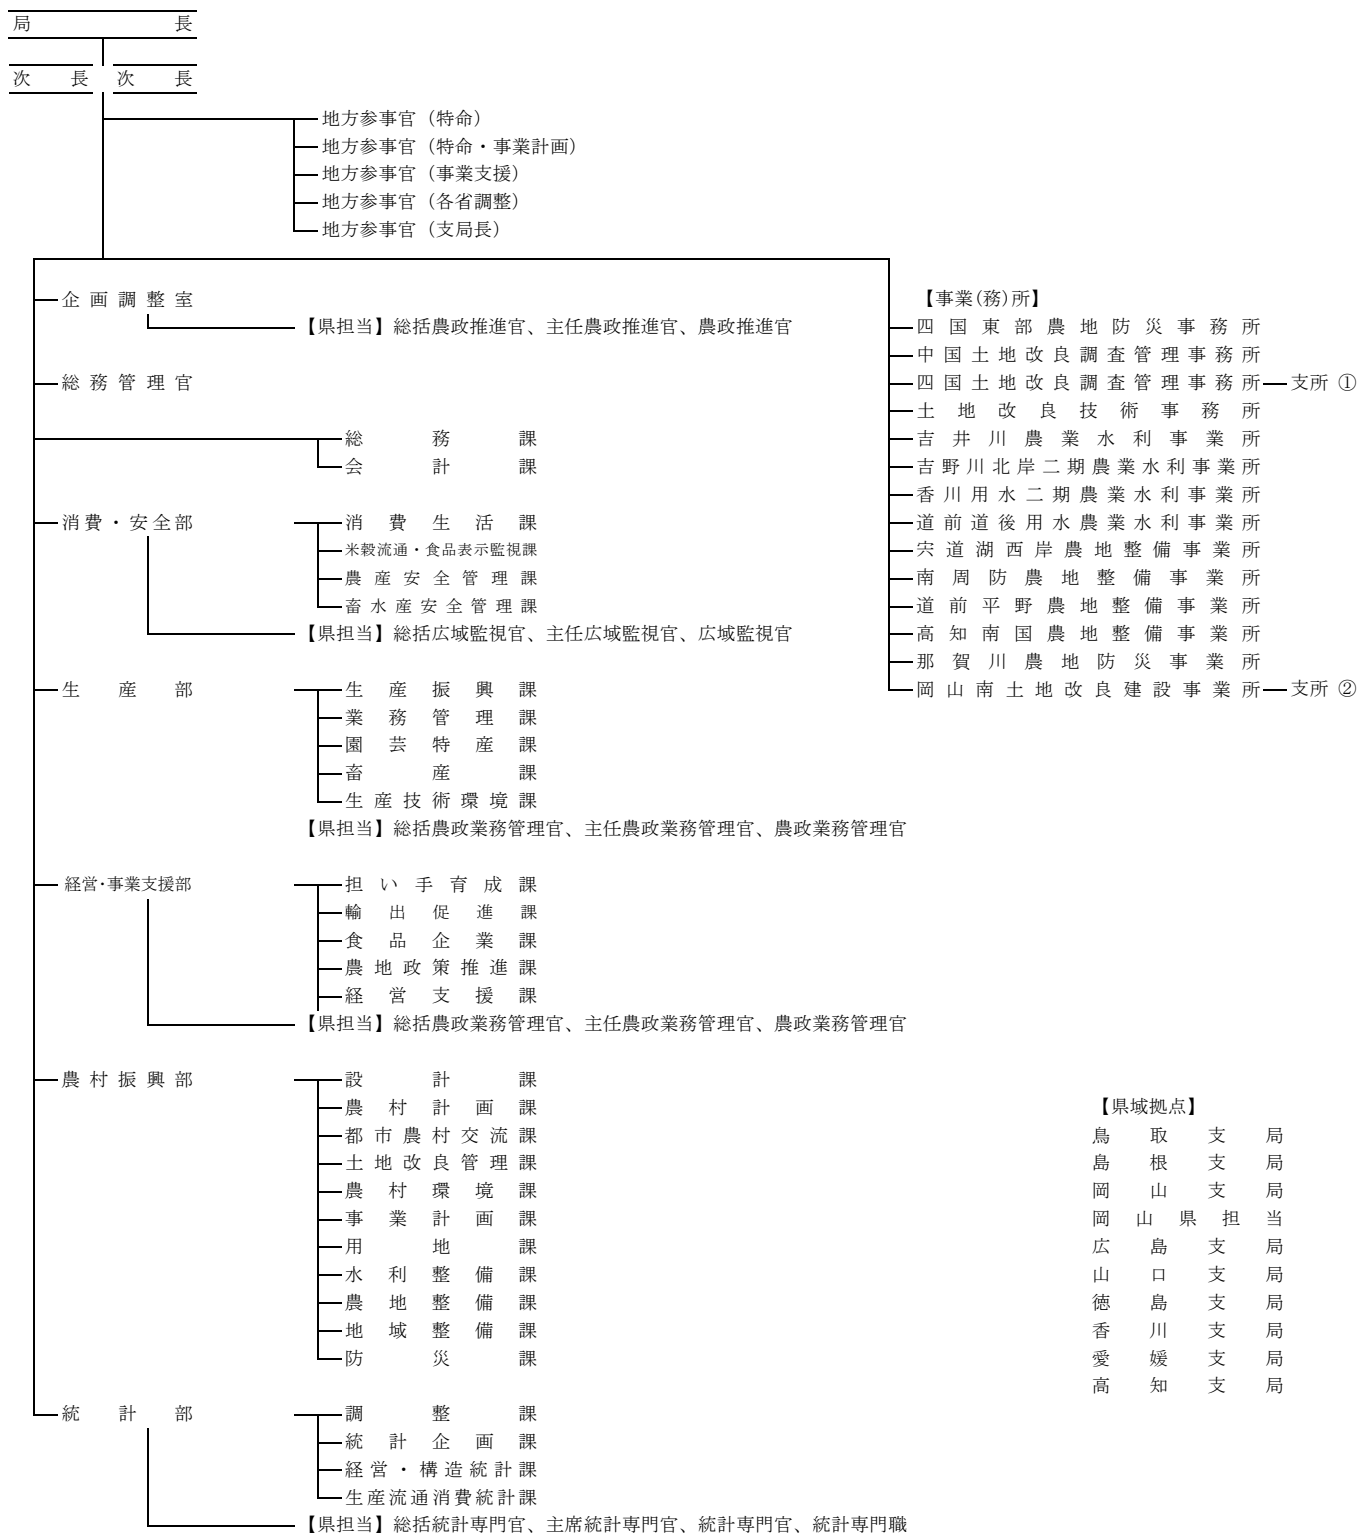 局長
次長 次長
地方参事官（特命）
地方参事官（特命・事業計画）
地方参事官（事業支援）
地方参事官（各省調整）
地方参事官（支局長）
企画調整室
【県担当】総括農政推進官、主任農政推進官、農政推進官
総務管理官
総務課
会計課
消費・安全部
消費生活課
米穀流通・食品表示監視課
農産安全管理課
畜水産安全管理課
【県担当】総括広域監視官、主任広域監視官、広域監視官
生産部
生産振興課
業務管理課
園芸特産課
畜産課
生産技術環境課
【県担当】総括農政業務管理官、主任農政業務管理官、農政業務管理官
経営・事業支援部
担い手育成課
輸出促進課
食品企業課
農地政策推進課
経営支援課
【県担当】総括農政業務管理官、主任農政業務管理官、農政業務管理官
農村振興部
設計課
農村計画課
都市農村交流課
土地改良管理課
農村環境課
事業計画課
用地課
水利整備課
農地整備課
地域整備課
防災課
統計部
調整課
統計企画課
経営・構造統計課
生産流通消費統計課
【県担当】総括統計専門官、主席統計専門官、統計専門官、統計専門職
【事業(務)所】
四国東部農地防災事務所
中国土地改良調査管理事務所
四国土地改良調査管理事務所 支所 ①
土地改良技術事務所
吉井川農業水利事業所
吉野川北岸二期農業水利事業所
香川用水二期農業水利事業所
道前道後用水農業水利事業所
宍道湖西岸農地整備事業所
南周防農地整備事業所
道前平野農地整備事業所
高知南国農地整備事業所
那賀川農地防災事業所
岡山南土地改良建設事業所 支所 ②
【県域拠点】
鳥取支局
島根支局
岡山支局
岡山県担当
広島支局
山口支局
徳島支局
香川支局
愛媛支局
高知支局